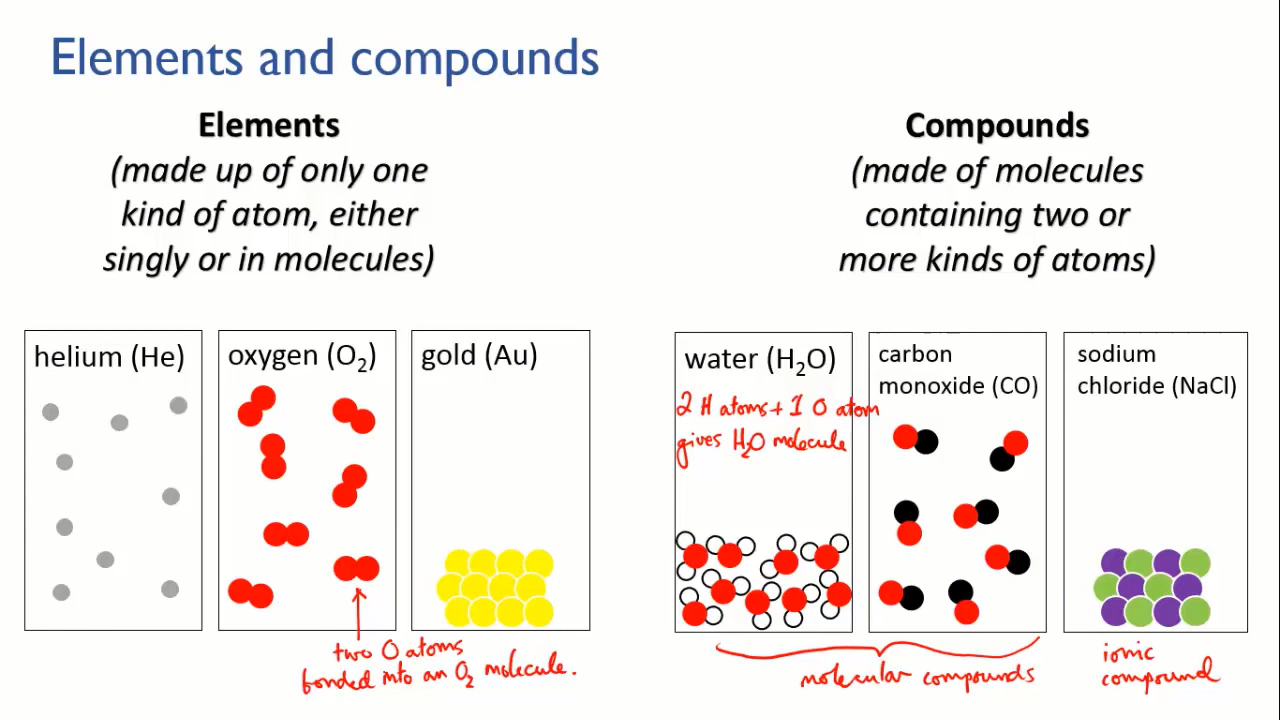 Elements and compounds
Elements
(made up of only one
kind of atom, either
singly or in molecules)
Compounds
(made of molecules
containing two or
more kinds of atoms)
helium (He)
oxygen (O₂)
gold (Au)
two O atoms
bonded into an O₂ molecule.
water (H₂O)
2 H atoms + 1 O atom
gives H₂O molecule
carbon
monoxide (CO)
sodium
chloride (NaCl)
molecular compounds
ionic
compound